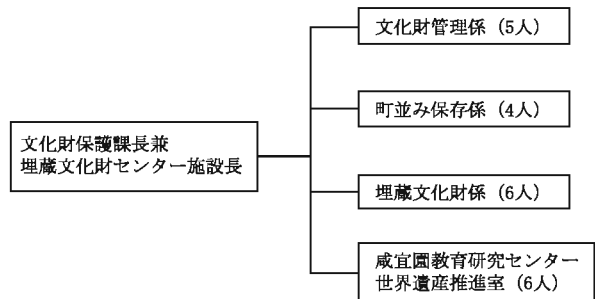 文化財保護課長兼
埋蔵文化財センター施設長
文化財管理係（5人）
町並み保存係（4人）
埋蔵文化財係（6人）
咸宜園教育研究センター
世界遺産推進室（6人）